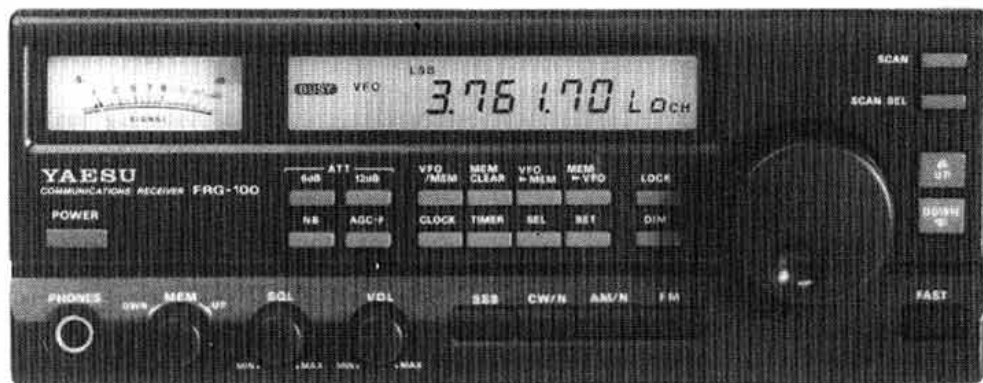 S
dB
SIGNAL
LSB
BUSY VFO 3.761.70 LoCH
SCAN
SCAN SEL
UP
DOWN
YAESU
COMMUNICATIONS RECEIVER FRG-100
POWER
ATT
6dB 12dB
NB AGC-F
VFO/MEM MEM CLEAR VFO ►MEM MEM ►VFO
CLOCK TIMER SEL SET
LOCK
DIM
PHONES
DWN MEM UP
SQL
MIN MAX
VOL
MIN MAX
SSB CW/N AM/N FM
FAST